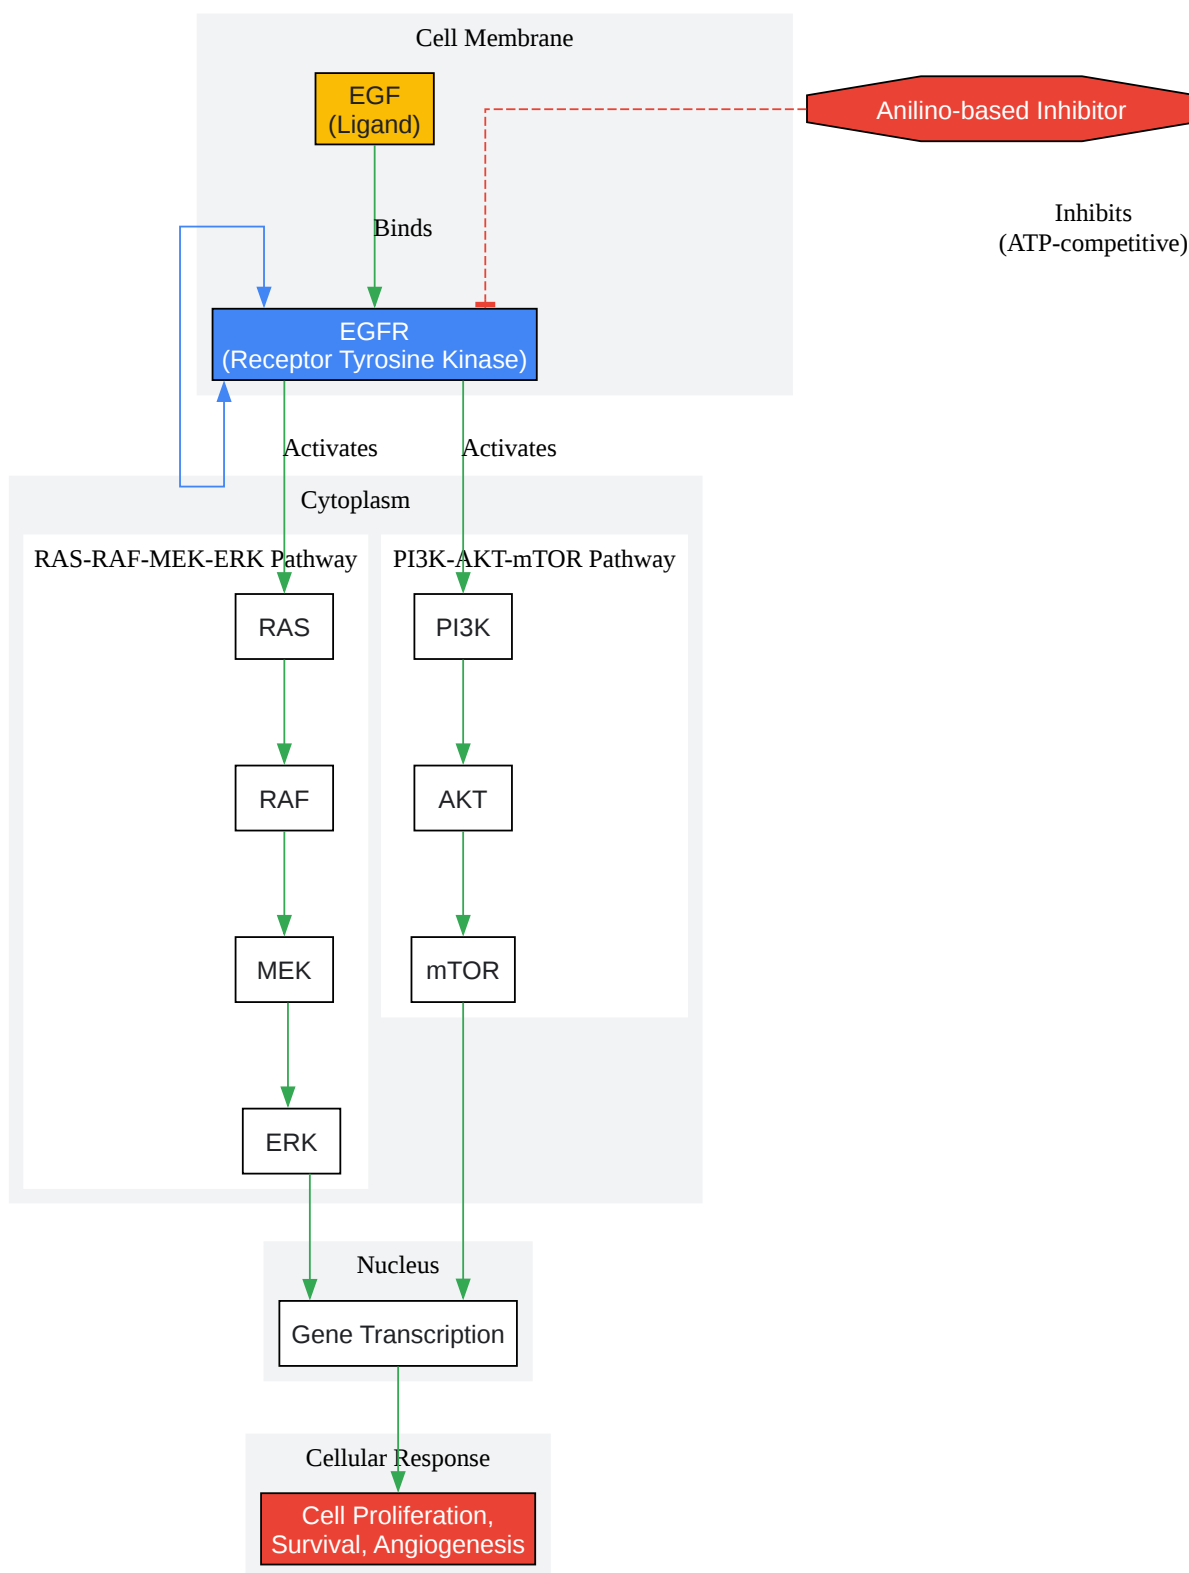 Cell Membrane
EGF
(Ligand)
Anilino-based Inhibitor
Inhibits
(ATP-competitive)
Binds
EGFR
(Receptor Tyrosine Kinase)
Activates
Activates
Cytoplasm
RAS-RAF-MEK-ERK Pathway
PI3K-AKT-mTOR Pathway
RAS
PI3K
RAF
AKT
MEK
mTOR
ERK
Nucleus
Gene Transcription
Cellular Response
Cell Proliferation,
Survival, Angiogenesis